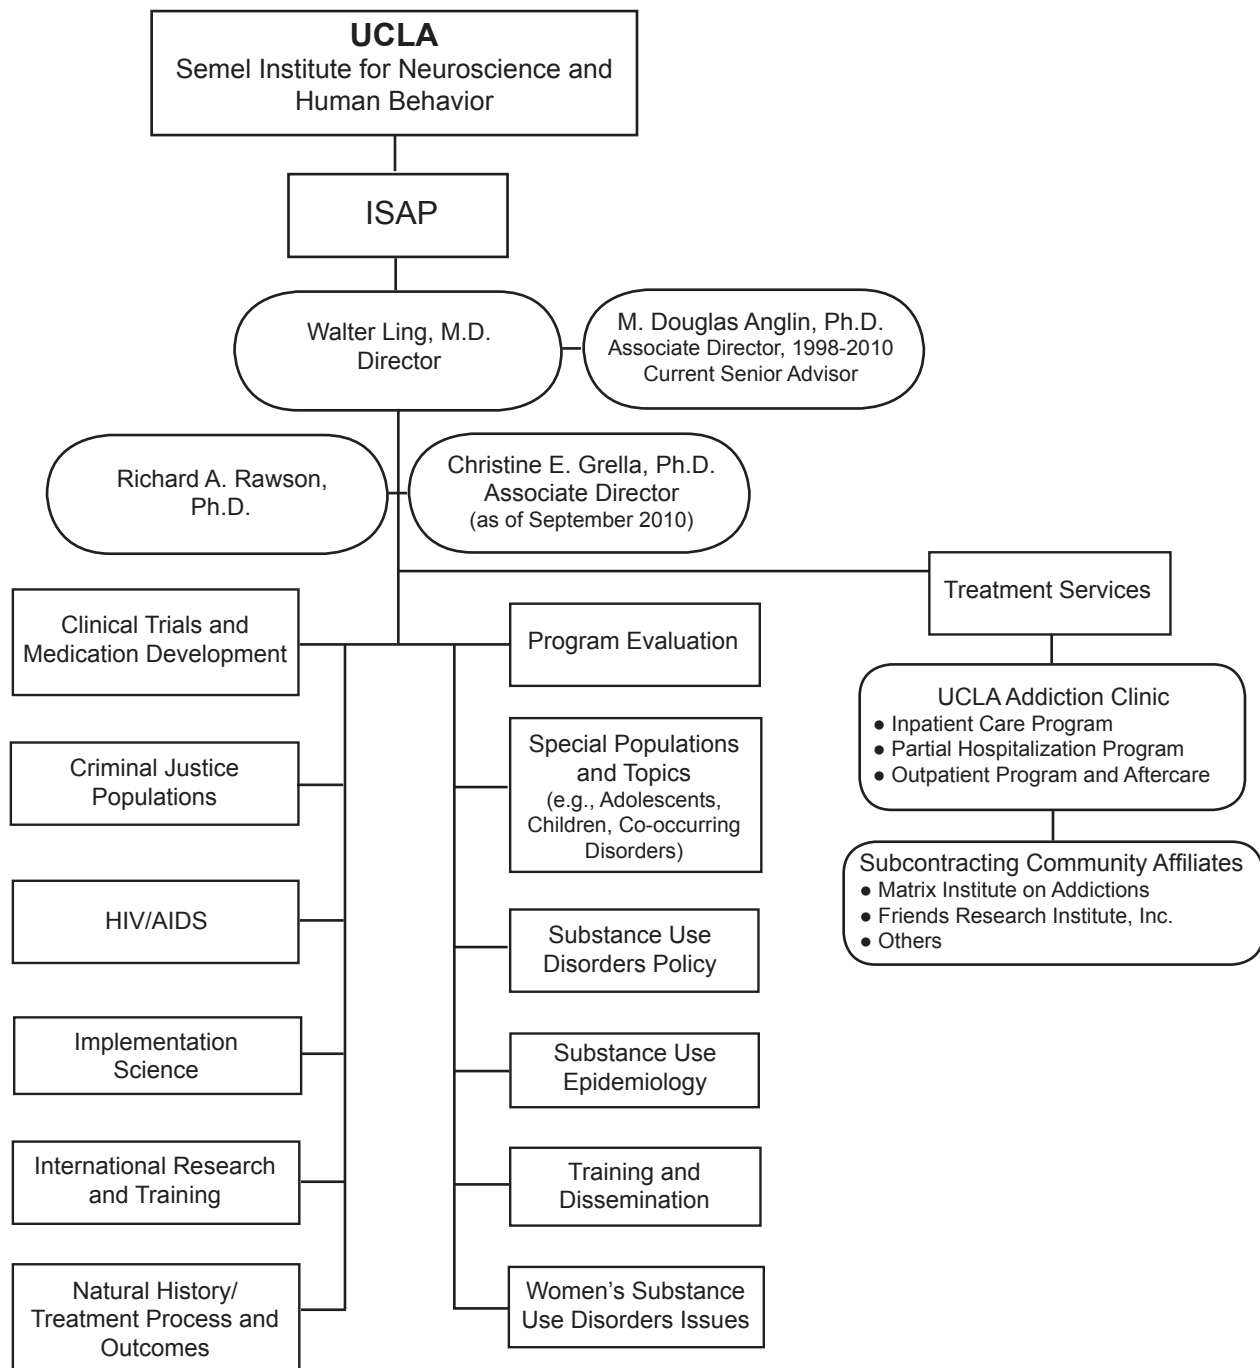 UCLA
Semel Institute for Neuroscience and
Human Behavior
ISAP
Walter Ling, M.D.
Director
M. Douglas Anglin, Ph.D.
Associate Director, 1998-2010
Current Senior Advisor
Richard A. Rawson,
Ph.D.
Christine E. Grella, Ph.D.
Associate Director
(as of September 2010)
Treatment Services
UCLA Addiction Clinic
● Inpatient Care Program
● Partial Hospitalization Program
● Outpatient Program and Aftercare
Subcontracting Community Affiliates
● Matrix Institute on Addictions
● Friends Research Institute, Inc.
● Others
Clinical Trials and
Medication Development
Criminal Justice
Populations
HIV/AIDS
Implementation
Science
International Research
and Training
Natural History/
Treatment Process and
Outcomes
Program Evaluation
Special Populations
and Topics
(e.g., Adolescents,
Children, Co-occurring
Disorders)
Substance Use
Disorders Policy
Substance Use
Epidemiology
Training and
Dissemination
Women’s Substance
Use Disorders Issues